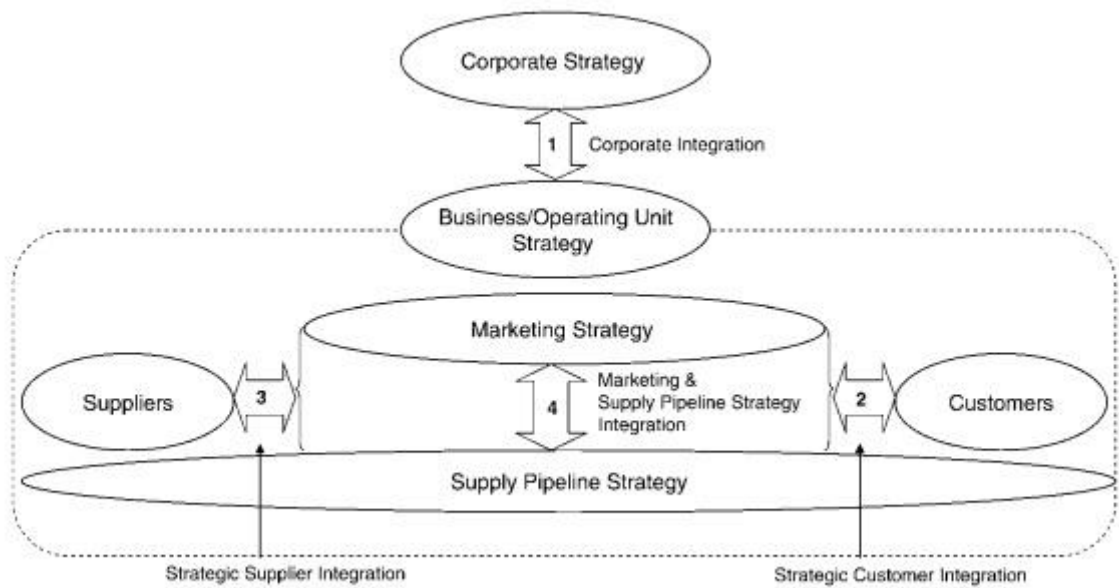 Corporate Strategy
1
Corporate Integration
Business/Operating Unit
Strategy
Marketing Strategy
Suppliers
3
4
Marketing &
Supply Pipeline Strategy
Integration
2
Customers
Supply Pipeline Strategy
Strategic Supplier Integration
Strategic Customer Integration